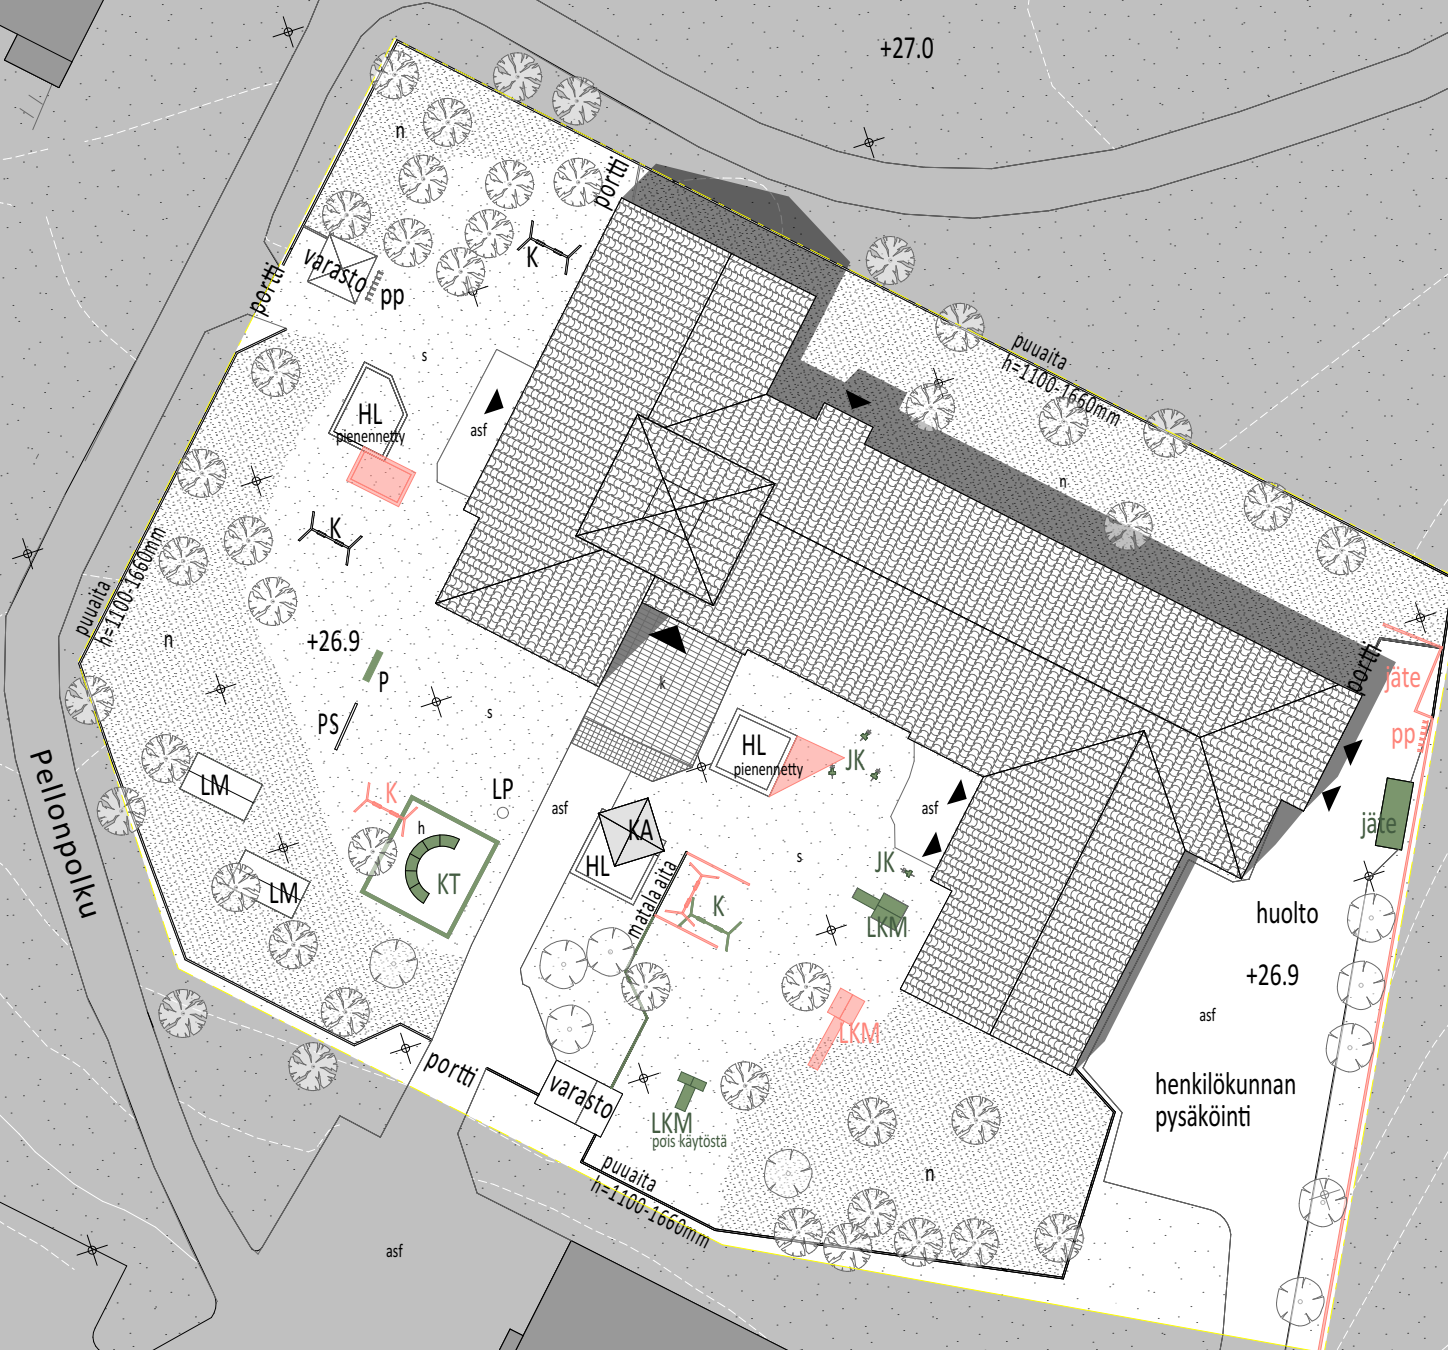 +27.0
n
portti
K
varasto
portti
pp
s
HL
pienennetty
asf
puuaita
h=1100-1660mm
n
K
puuaita
h=1100-1660mm
n
+26.9
P
PS
s
k
portti
jäte
pp
HL
pienennetty
JK
Pellonpolku
LM
K
LP
asf
h
KT
KA
HL
asf
jäte
s
JK
LM
matala aita
K
LKM
huolto
+26.9
asf
LKM
portti
varasto
henkilökunnan
pysäköinti
LKM
pois käytöstä
puuaita
h=1100-1660mm
n
asf